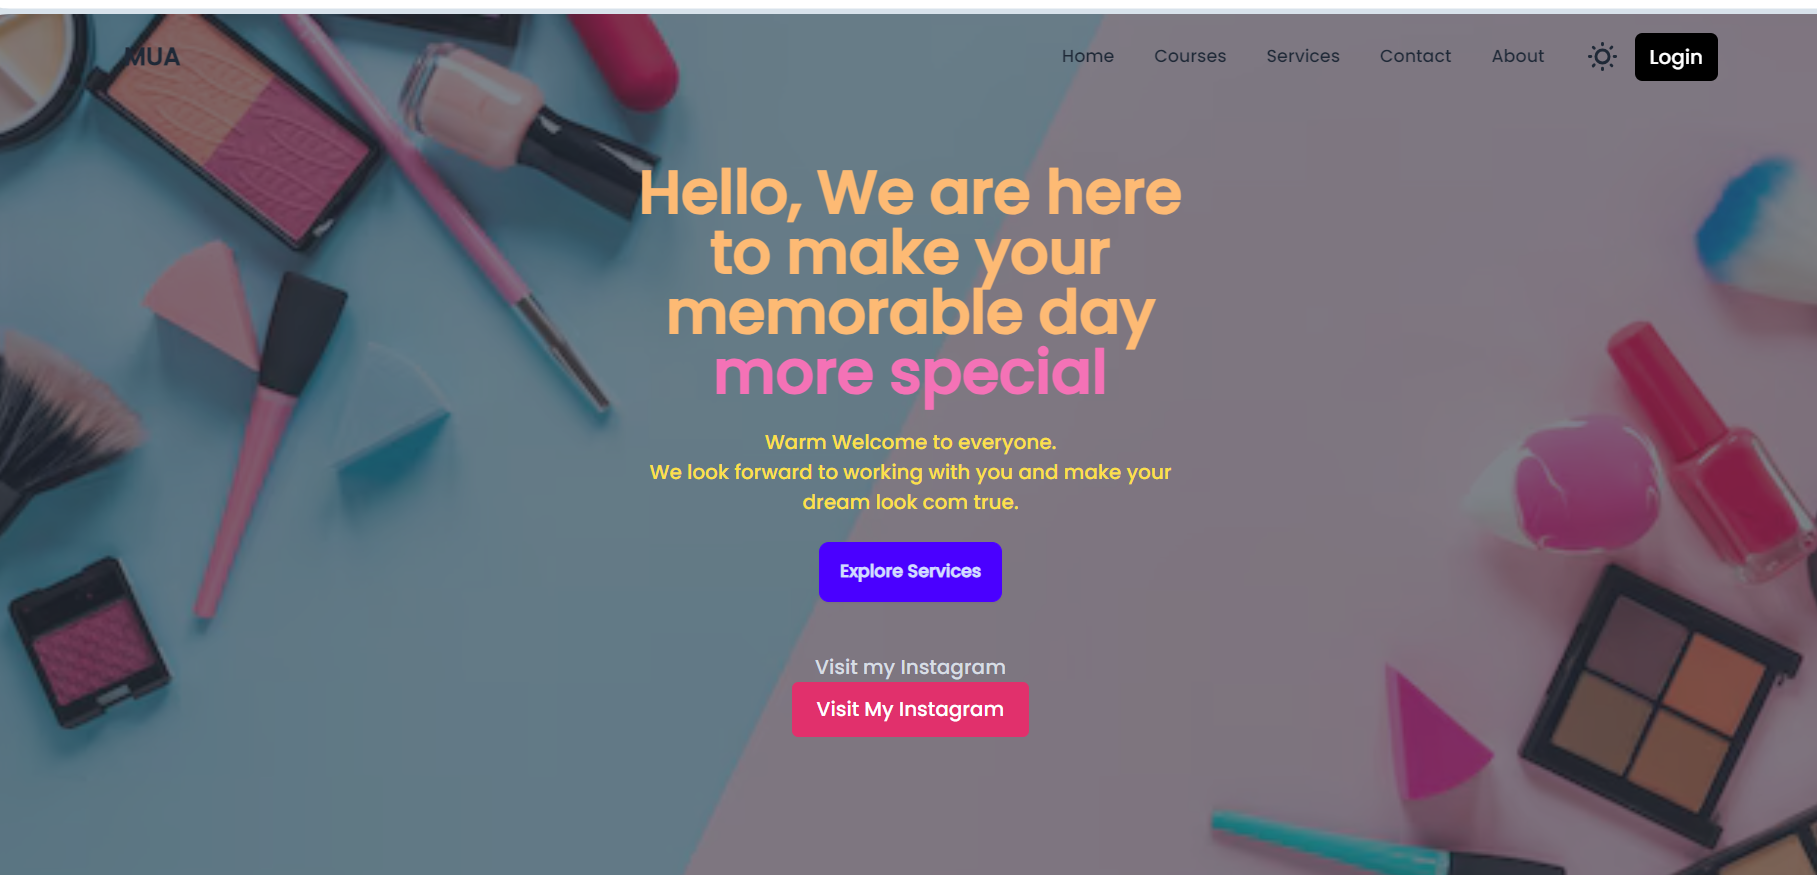 MUA
Home Courses Services Contact About Login
Hello, We are here
to make your
memorable day
more special
Warm Welcome to everyone.
We look forward to working with you and make your
dream look com true.
Explore Services
Visit my Instagram
Visit My Instagram